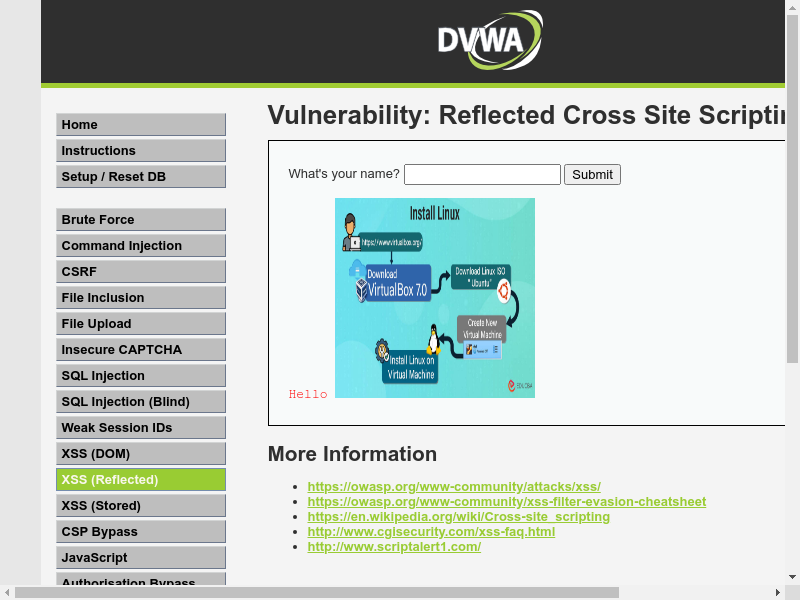 DVWA
Vulnerability: Reflected Cross Site Scriptin
Home
Instructions
Setup / Reset DB
Brute Force
Command Injection
CSRF
File Inclusion
File Upload
Insecure CAPTCHA
SQL Injection
SQL Injection (Blind)
Weak Session IDs
XSS (DOM)
XSS (Reflected)
XSS (Stored)
CSP Bypass
JavaScript
Authorisation Bypass
What's your name? Submit
Install Linux
https://www.virtualbox.org/
Download
VirtualBox 7.0
Download Linux ISO
" Ubuntu"
Create New
Virtual Machine
Install Linux on
Virtual Machine
Hello
More Information
https://owasp.org/www-community/attacks/xss/
https://owasp.org/www-community/xss-filter-evasion-cheatsheet
https://en.wikipedia.org/wiki/Cross-site_scripting
http://www.cgisecurity.com/xss-faq.html
http://www.scriptalert1.com/